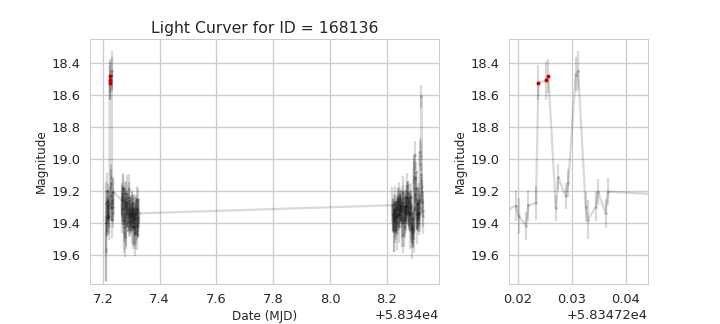 Light Curver for ID = 168136
Magnitude
18.4
18.6
18.8
19.0
19.2
19.4
19.6
7.2 7.4 7.6 7.8 8.0 8.2
Date (MJD)
+5.834e4
Magnitude
18.4
18.6
18.8
19.0
19.2
19.4
19.6
0.02 0.03 0.04
+5.83472e4